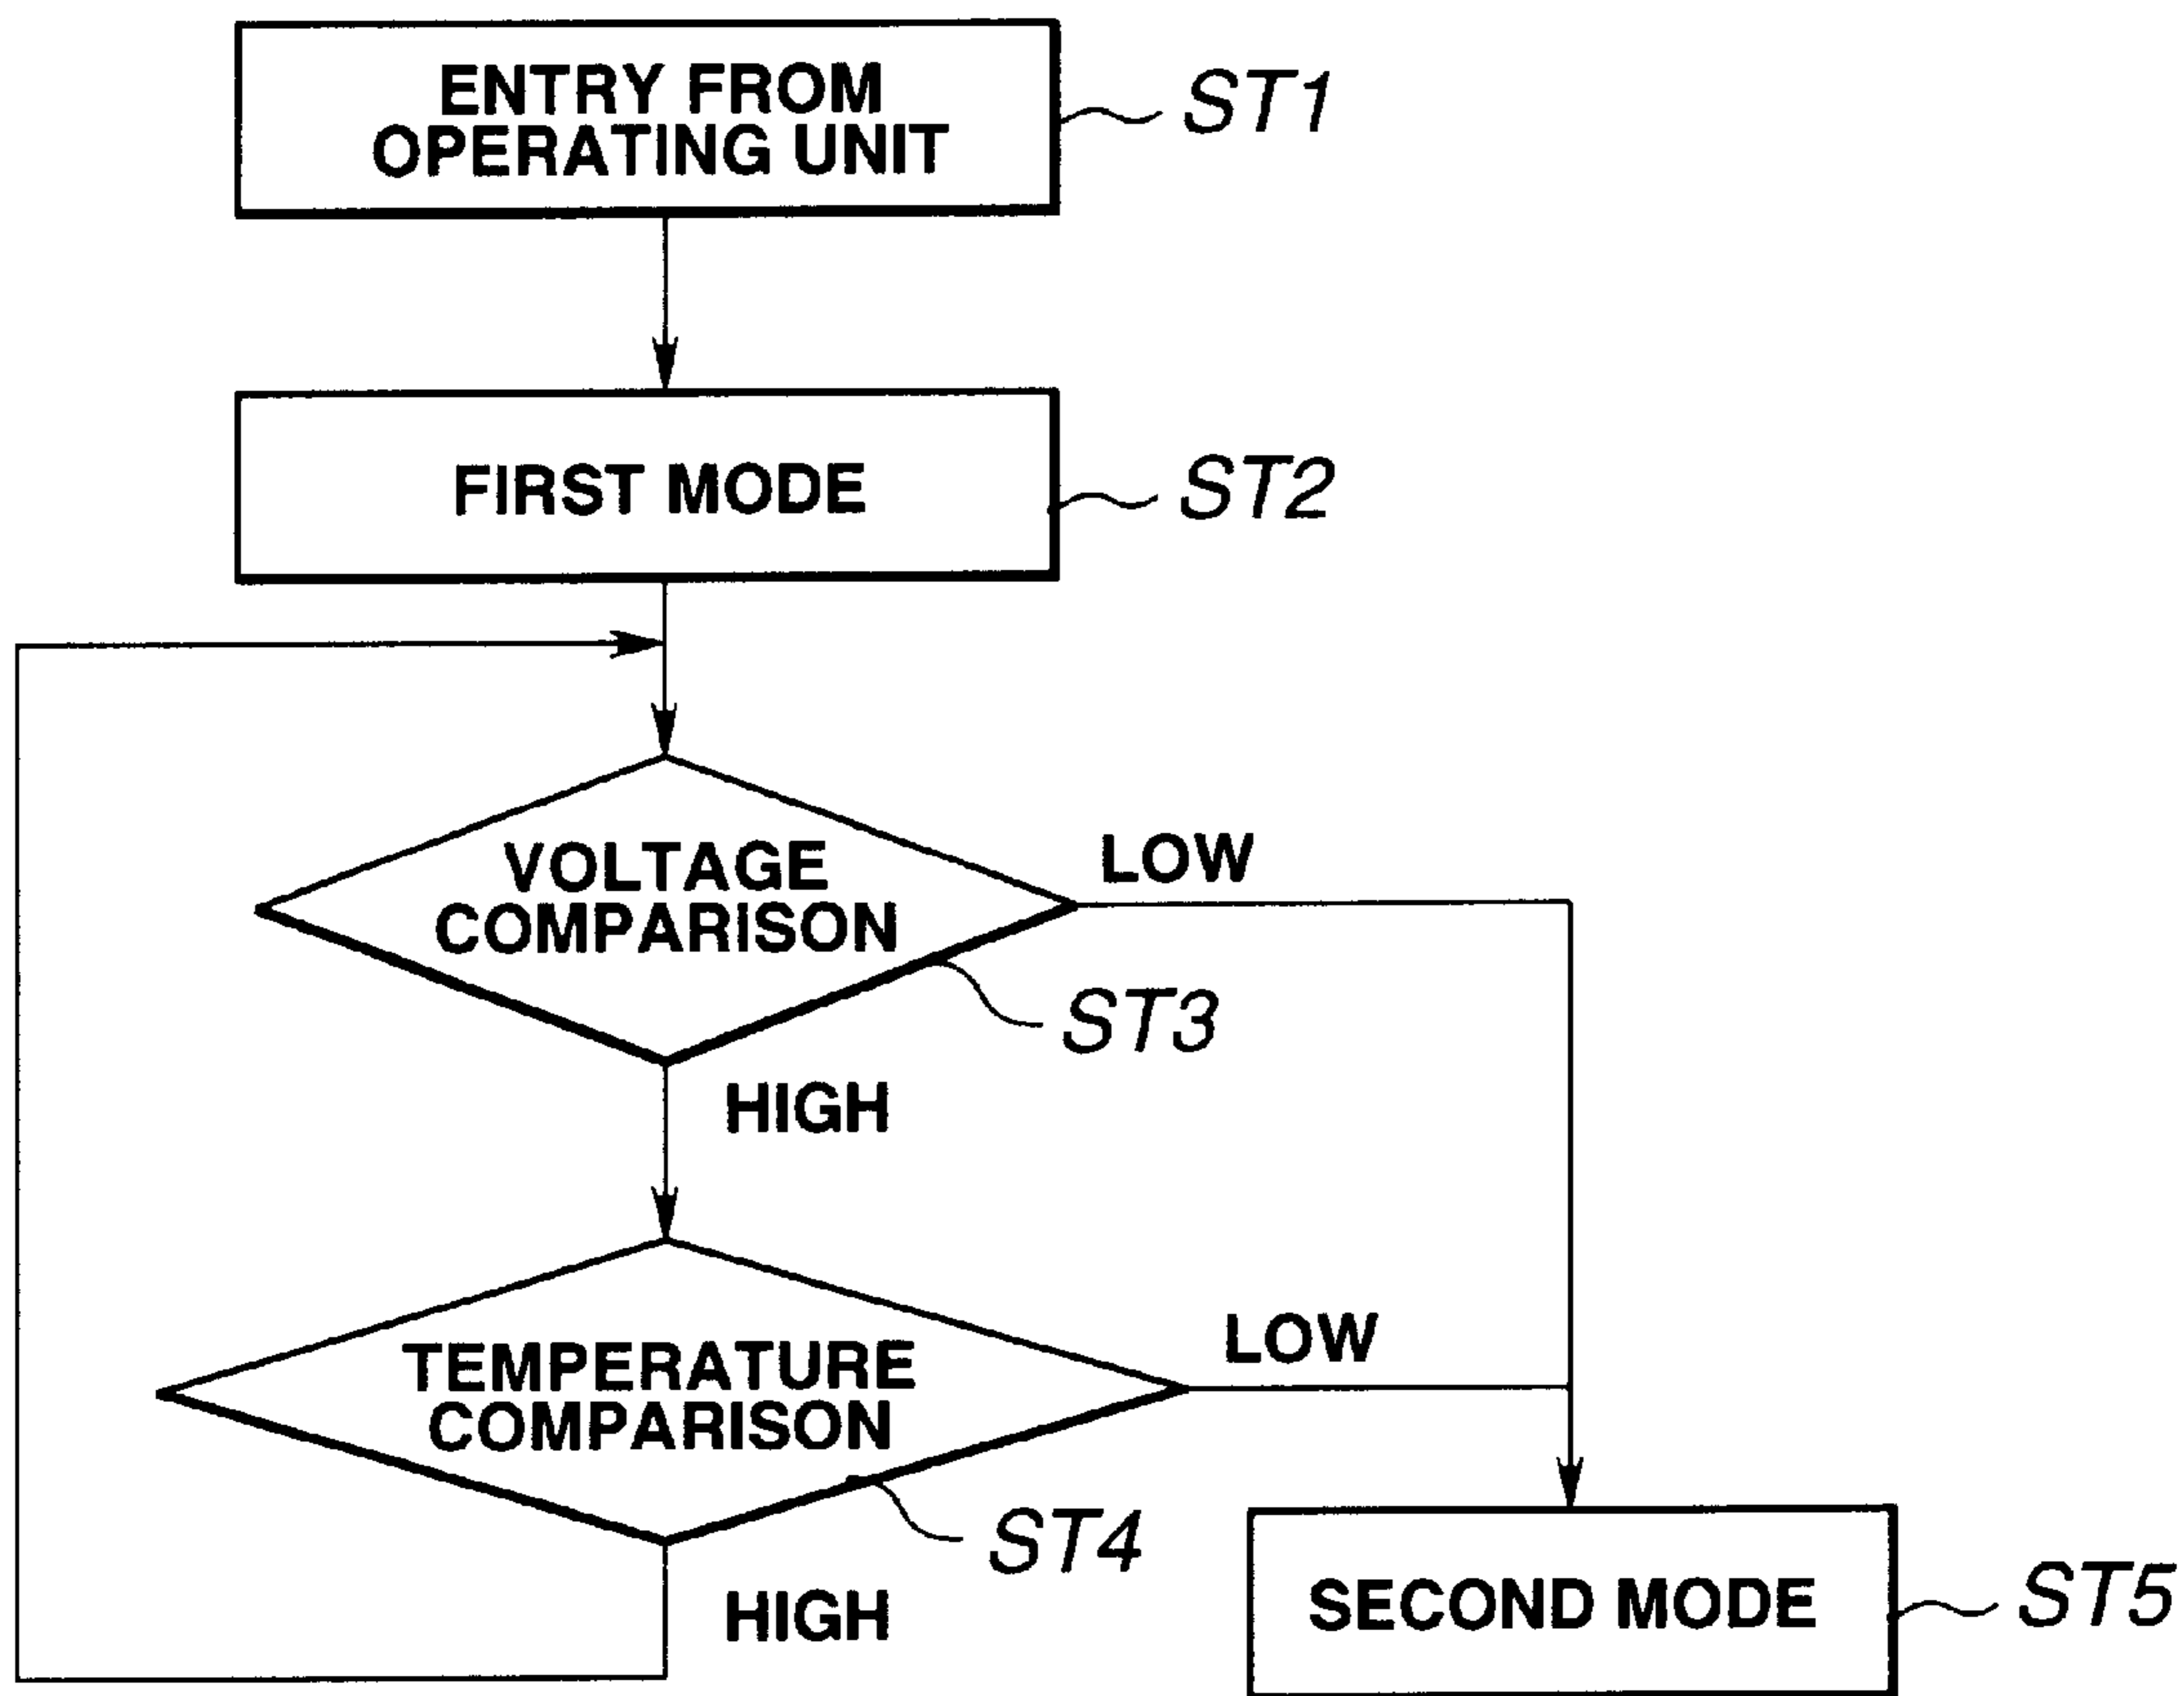 ENTRY FROM
OPERATING UNIT
ST1
FIRST MODE
ST2
VOLTAGE
COMPARISON
LOW
ST3
HIGH
TEMPERATURE
COMPARISON
LOW
ST4
HIGH
SECOND MODE
ST5